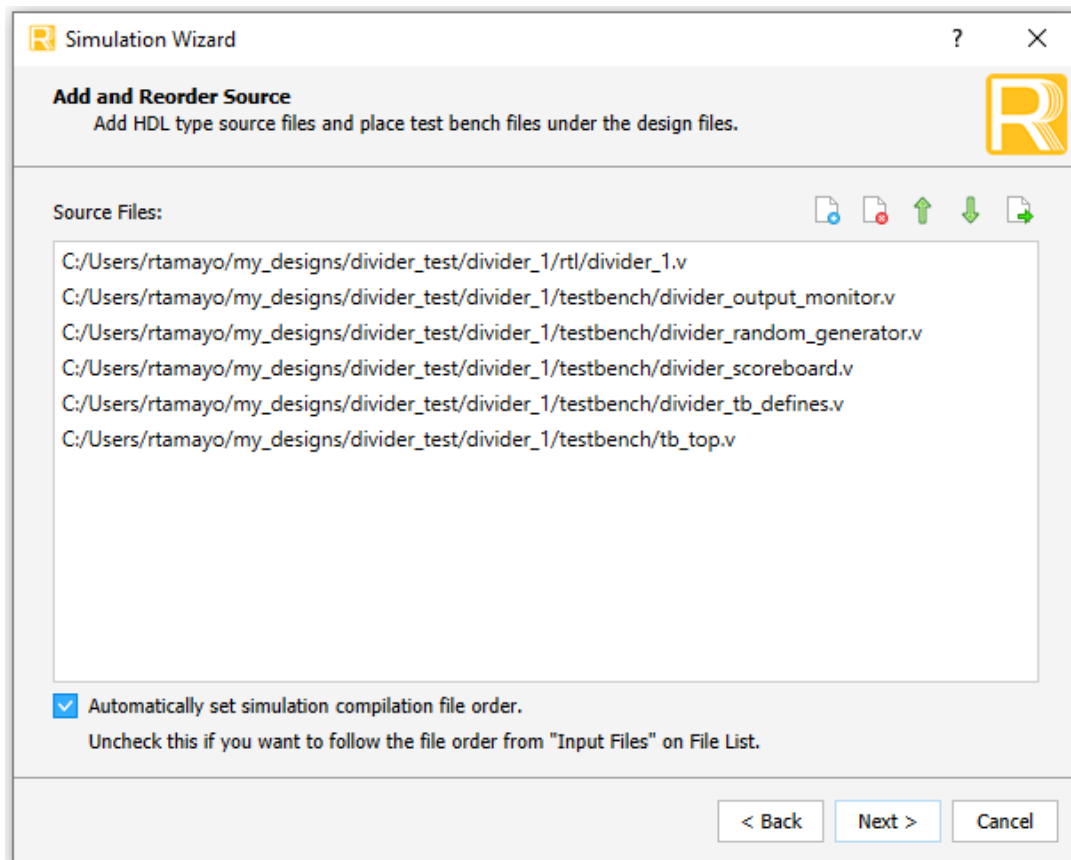 Simulation Wizard
?
Add and Reorder Source
Add HDL type source files and place test bench files under the design files.
Source Files:
C:/Users/rtamayo/my_designs/divider_test/divider_1/rtl/divider_1.v
C:/Users/rtamayo/my_designs/divider_test/divider_1/testbench/divider_output_monitor.v
C:/Users/rtamayo/my_designs/divider_test/divider_1/testbench/divider_random_generator.v
C:/Users/rtamayo/my_designs/divider_test/divider_1/testbench/divider_scoreboard.v
C:/Users/rtamayo/my_designs/divider_test/divider_1/testbench/divider_tb_defines.v
C:/Users/rtamayo/my_designs/divider_test/divider_1/testbench/tb_top.v
Automatically set simulation compilation file order.
Uncheck this if you want to follow the file order from "Input Files" on File List.
< Back Next > Cancel